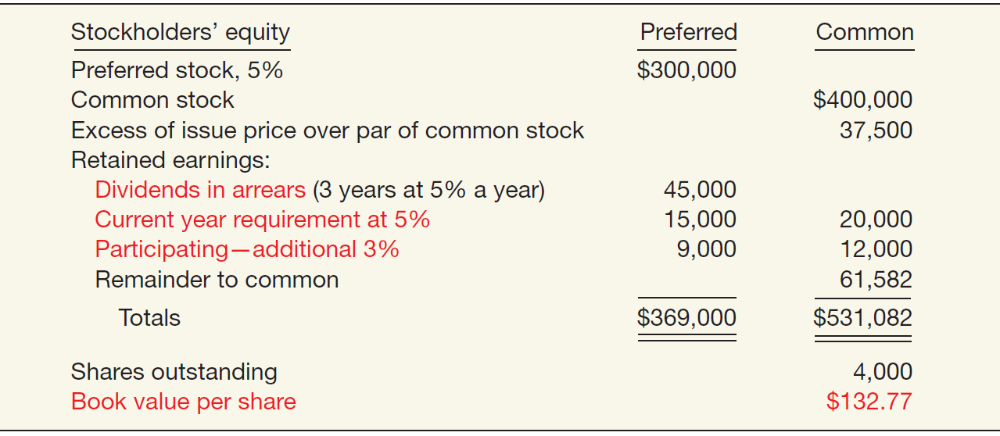 Stockholders’ equity Preferred Common
Preferred stock, 5% $300,000
Common stock $400,000
Excess of issue price over par of common stock 37,500
Retained earnings:
Dividends in arrears (3 years at 5% a year) 45,000
Current year requirement at 5% 15,000 20,000
Participating—additional 3% 9,000 12,000
Remainder to common 61,582
Totals $369,000 $531,082
Shares outstanding 4,000
Book value per share $132.77